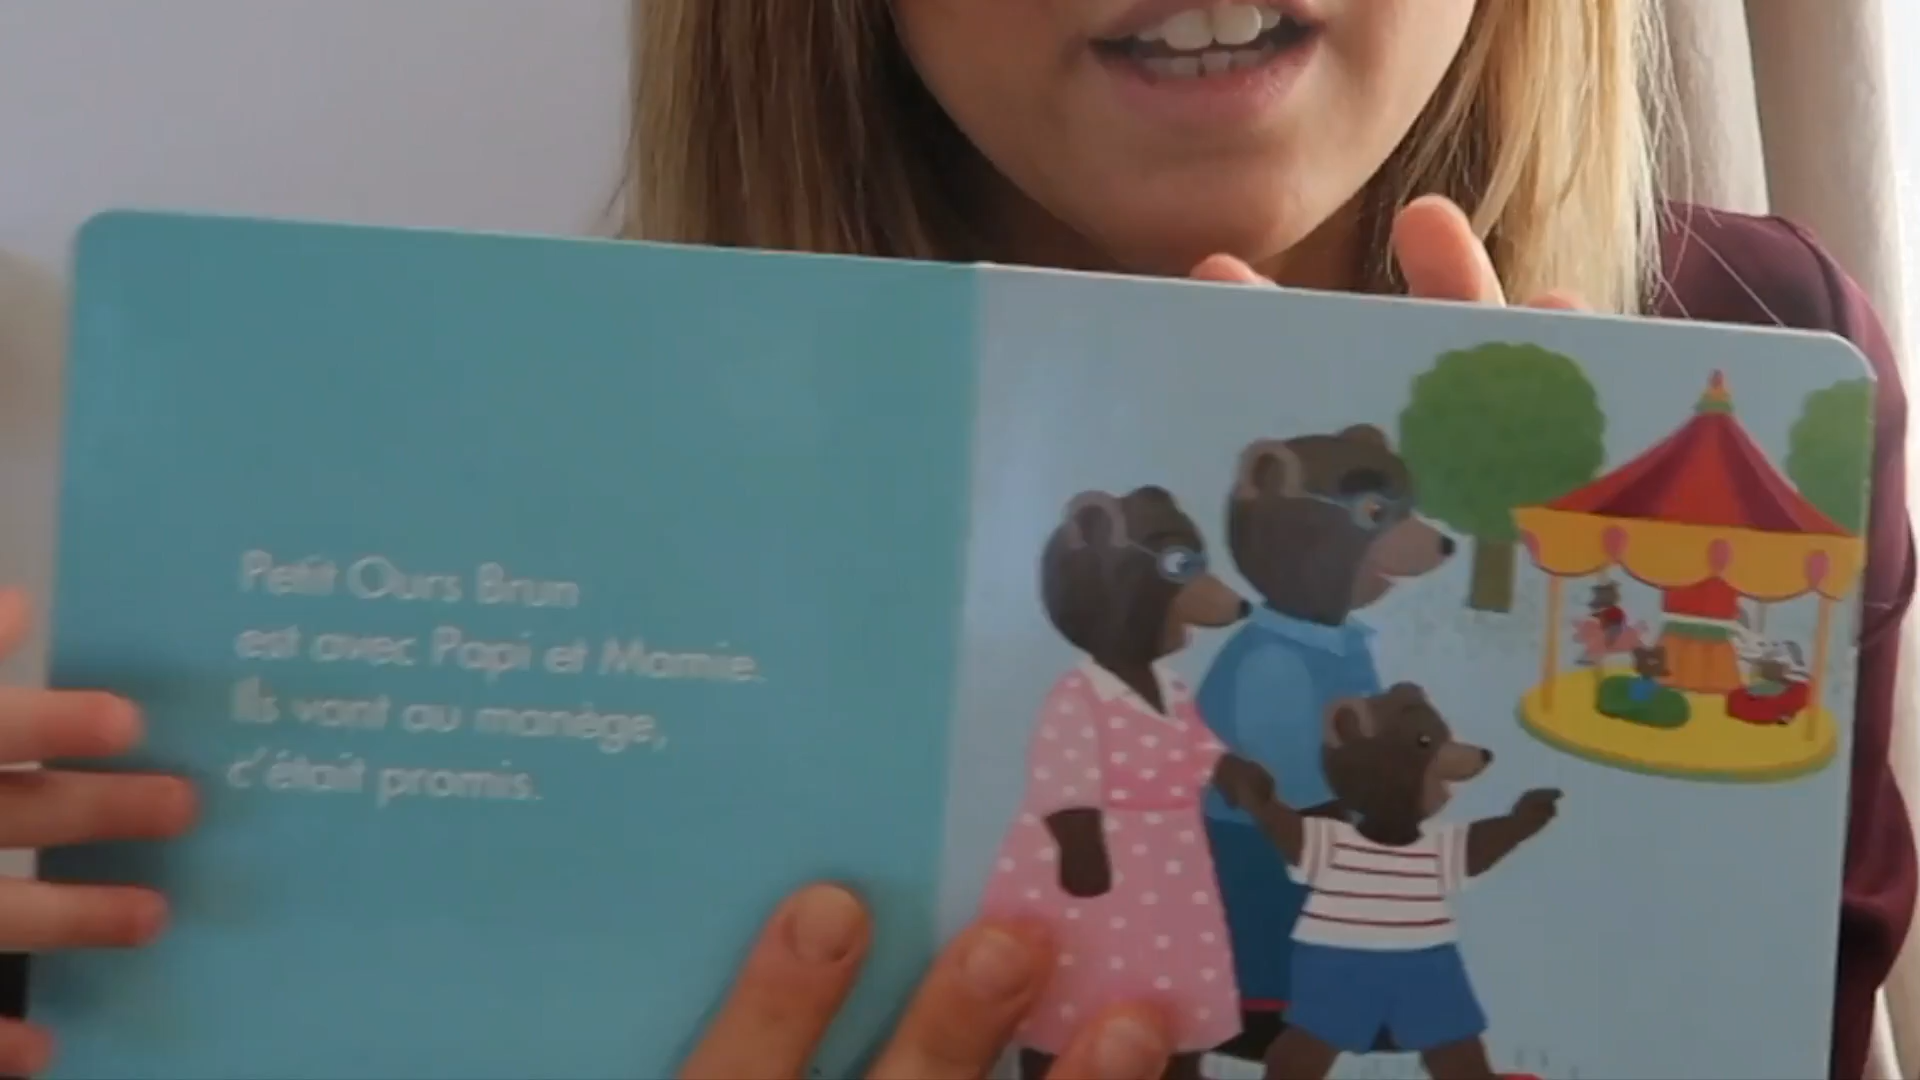 Petit Ours Brun
est avec Papi et Mamie.
Ils vont au manège,
c'était promis.